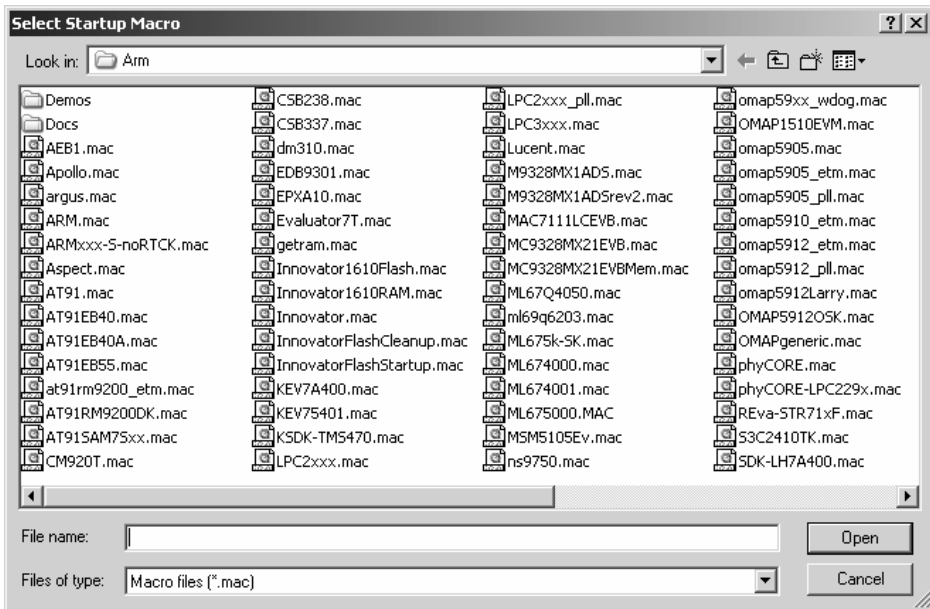 Select Startup Macro
Look in: Arm
Demos
Docs
AEB1.mac
Apollo.mac
argus.mac
ARM.mac
ARMxxx-S-noRTCK.mac
Aspect.mac
AT91.mac
AT91EB40.mac
AT91EB40A.mac
AT91EB55.mac
at91rm9200_etm.mac
AT91RM9200DK.mac
AT91SAM7Sxx.mac
CM920T.mac
CSB238.mac
CSB337.mac
dm310.mac
EDB9301.mac
EPXA10.mac
Evaluator7T.mac
getram.mac
Innovator1610Flash.mac
Innovator1610RAM.mac
Innovator.mac
InnovatorFlashCleanup.mac
InnovatorFlashStartup.mac
KEV7A400.mac
KEV75401.mac
KSDK-TMS470.mac
LPC2xxx.mac
LPC2xxx_pll.mac
LPC3xxx.mac
Lucent.mac
M9328MX1ADS.mac
M9328MX1ADSrev2.mac
MAC7111LCEVB.mac
MC9328MX21EVB.mac
MC9328MX21EVBMem.mac
ML67Q4050.mac
ml69q6203.mac
ML675k-SK.mac
ML674000.mac
ML674001.mac
ML675000.MAC
MSM5105Ev.mac
ns9750.mac
omap59xx_wdog.mac
OMAP1510EVM.mac
omap5905.mac
omap5905_etm.mac
omap5905_pll.mac
omap5910_etm.mac
omap5912_etm.mac
omap5912_pll.mac
omap5912Larry.mac
OMAP5912OSK.mac
OMAPgeneric.mac
phyCORE.mac
phyCORE-LPC229x.mac
REva-STR71xF.mac
S3C2410TK.mac
SDK-LH7A400.mac
File name:
Open
Files of type: Macro files (*.mac)
Cancel